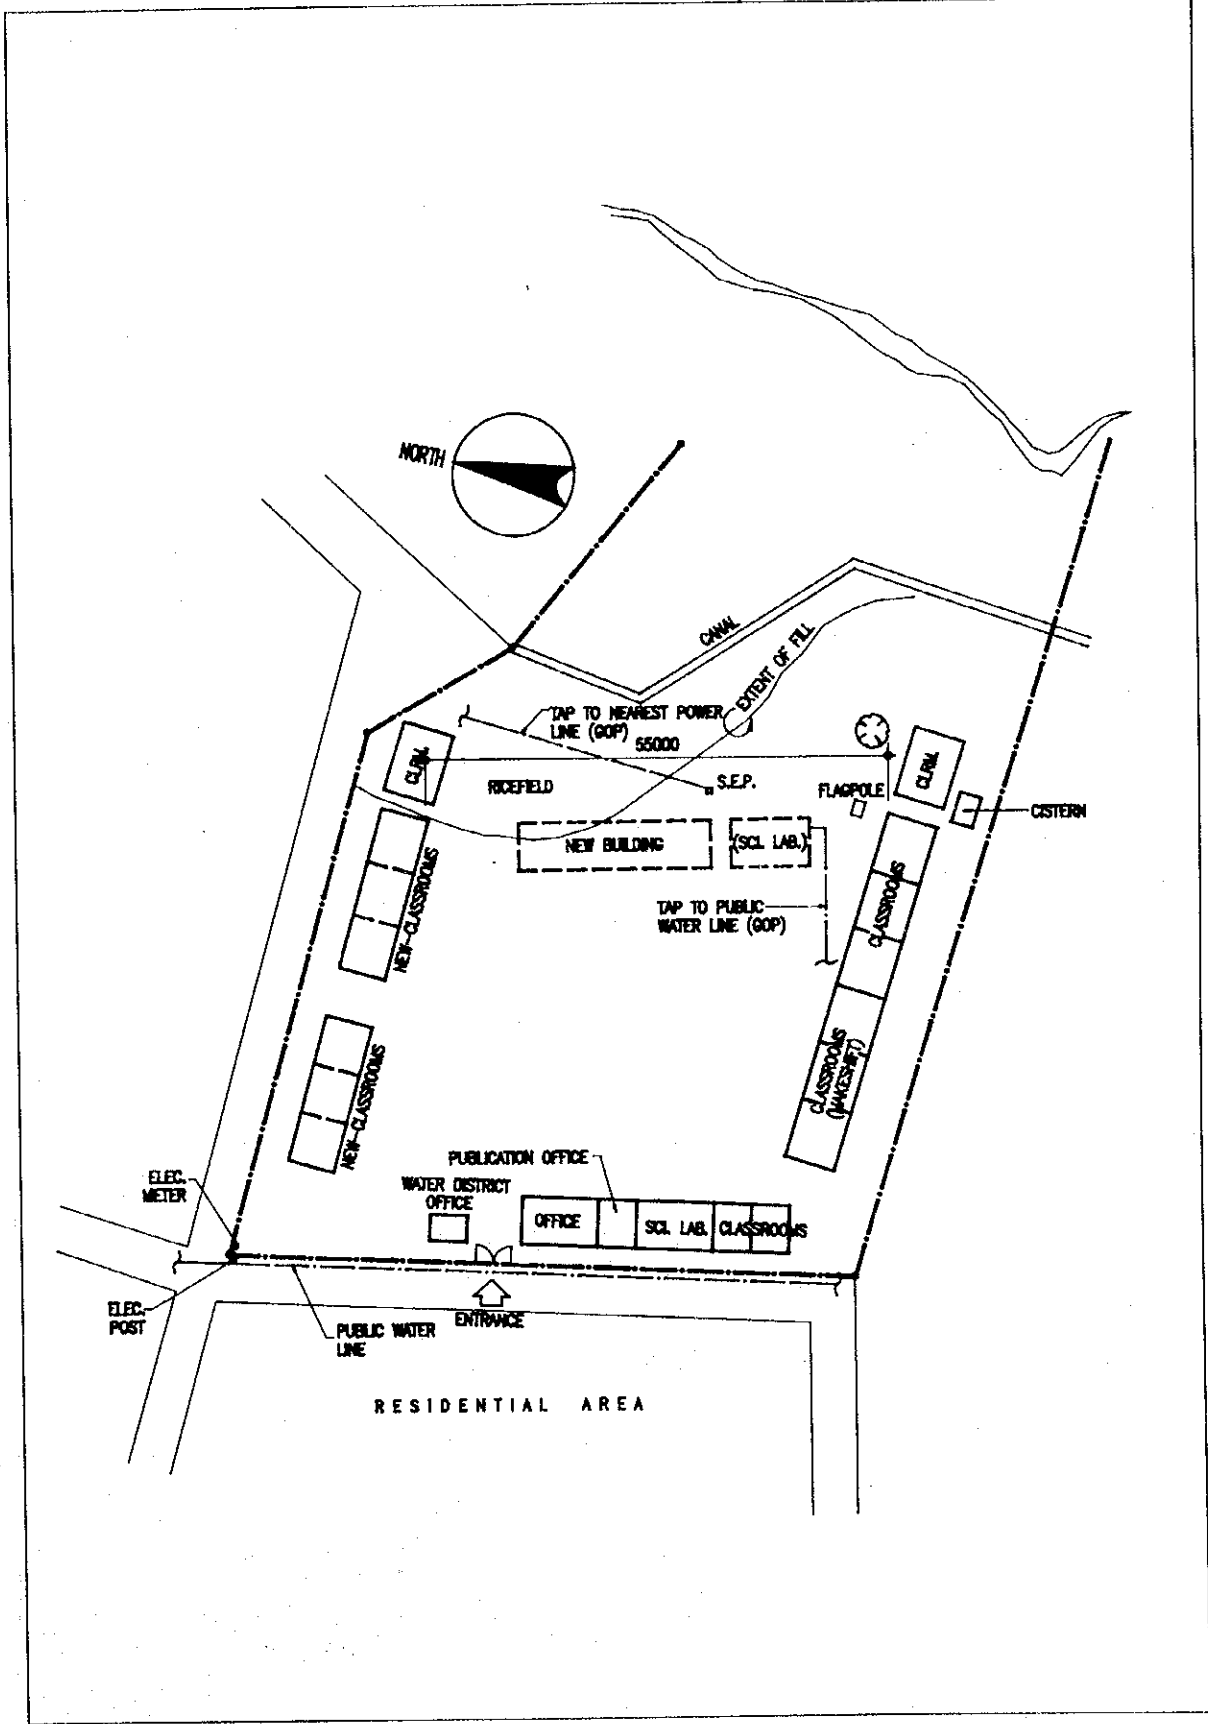 NORTH
CANAL
EXTENT OF FILL
TAP TO NEAREST POWER
LINE (GOP)
55000
CLRM.
RICEFIELD
S.E.P.
FLAGPOLE
CLRM.
CISTERN
NEW BUILDING
(SCI. LAB.)
NEW-CLASSROOMS
CLASSROOMS
TAP TO PUBLIC
WATER LINE (GOP)
NEW-CLASSROOMS
CLASSROOMS
(MAKESHIFT)
PUBLICATION OFFICE
ELEC.
METER
WATER DISTRICT
OFFICE
OFFICE
SCI. LAB.
CLASSROOMS
ELEC.
POST
PUBLIC WATER
LINE
ENTRANCE
RESIDENTIAL AREA